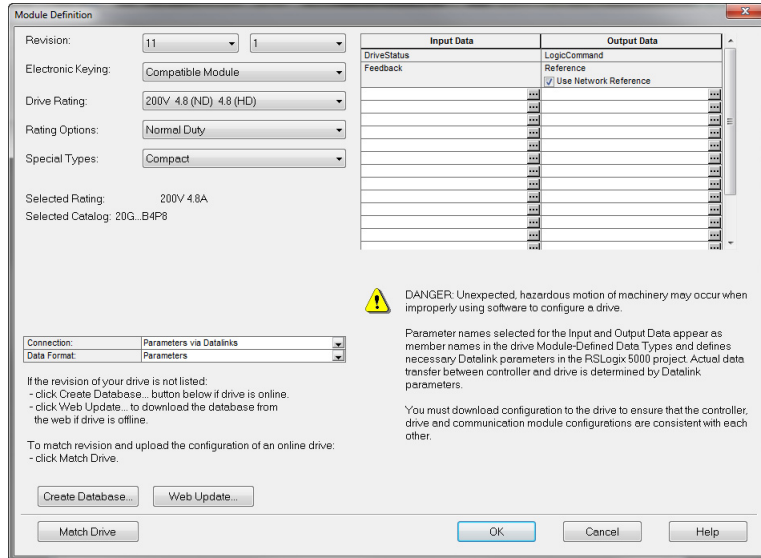 Module Definition
Revision: 11 1
Electronic Keying: Compatible Module
Drive Rating: 200V 4.8 (ND) 4.8 (HD)
Rating Options: Normal Duty
Special Types: Compact
Selected Rating: 200V 4.8A
Selected Catalog: 20G...B4P8
Input Data Output Data
DriveStatus LogicCommand
Feedback Reference
Use Network Reference
Connection: Parameters via Datalinks
Data Format: Parameters
If the revision of your drive is not listed:
- click Create Database... button below if drive is online.
- click Web Update... to download the database from
the web if drive is offline.
To match revision and upload the configuration of an online drive:
- click Match Drive.
DANGER: Unexpected, hazardous motion of machinery may occur when
improperly using software to configure a drive.
Parameter names selected for the Input and Output Data appear as
member names in the drive Module-Defined Data Types and defines
necessary Datalink parameters in the RSLogix 5000 project. Actual data
transfer between controller and drive is determined by Datalink
parameters.
You must download configuration to the drive to ensure that the controller,
drive and communication module configurations are consistent with each
other.
Create Database... Web Update...
Match Drive OK Cancel Help